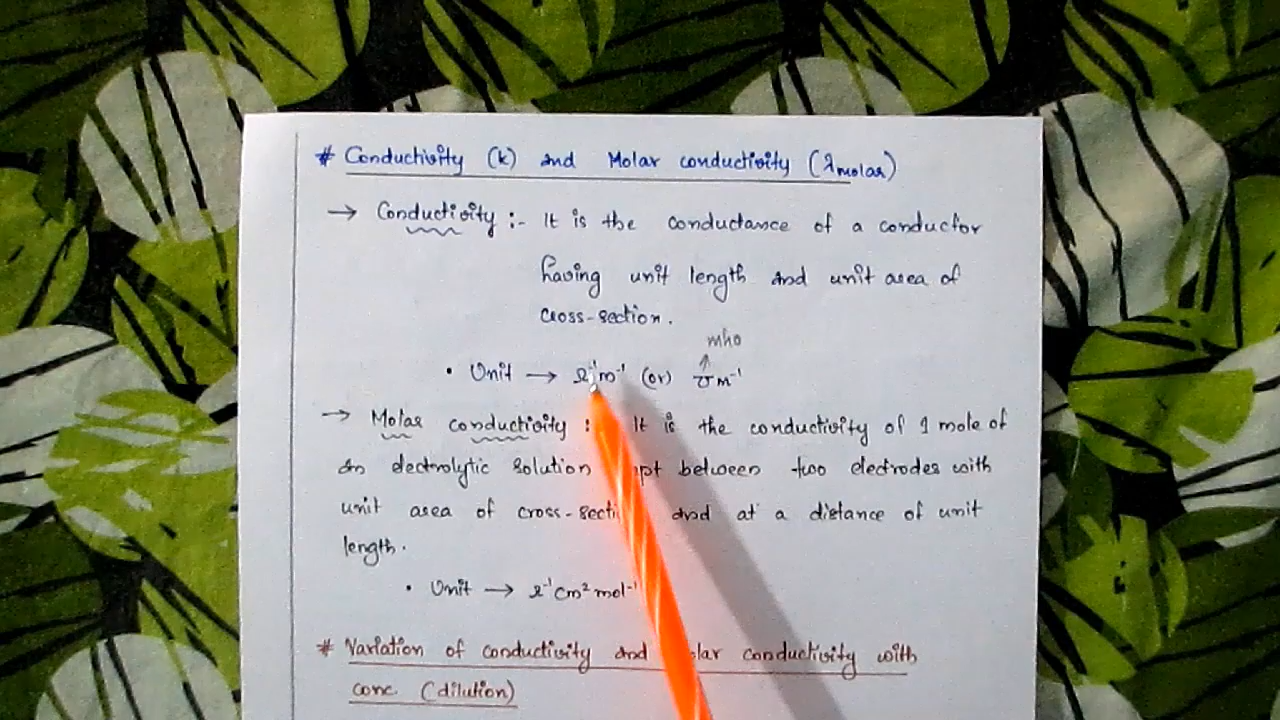 # Conductivity (k) and Molar conductivity (λmolar)
→ Conductivity :- It is the conductance of a conductor
having unit length and unit area of
cross-section.
mho
• Unit → Ω⁻¹m⁻¹ (or) ℧m⁻¹
→ Molar conductivity : It is the conductivity of 1 mole of
an electrolytic solution between two electrodes with
unit area of cross- and at a distance of unit
length.
• Unit → Ω⁻¹cm²mol⁻¹
# Variation of conductivity and conductivity with
conc (dilution)